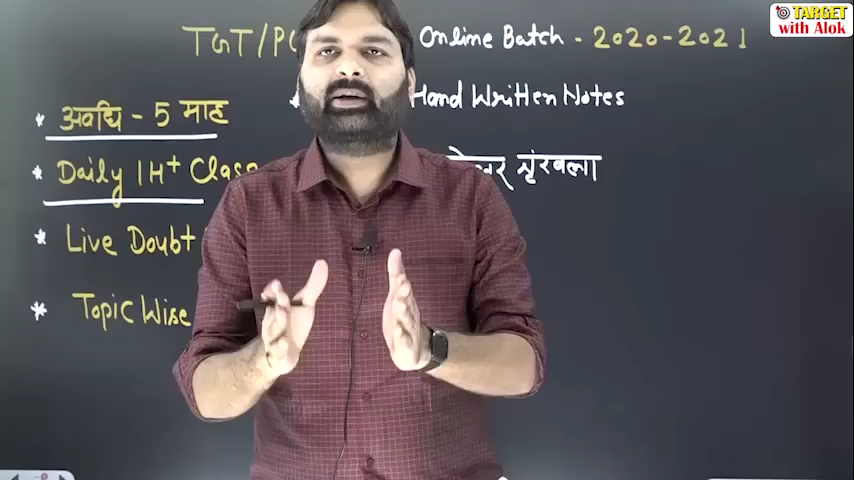 TARGET
with Alok
TGT/PG Online Batch - 2020-2021
* अवधि - 5 माह
Hand Written Notes
* Daily 1H+ Class
शृंखला
* Live Doubt
* Topic Wise